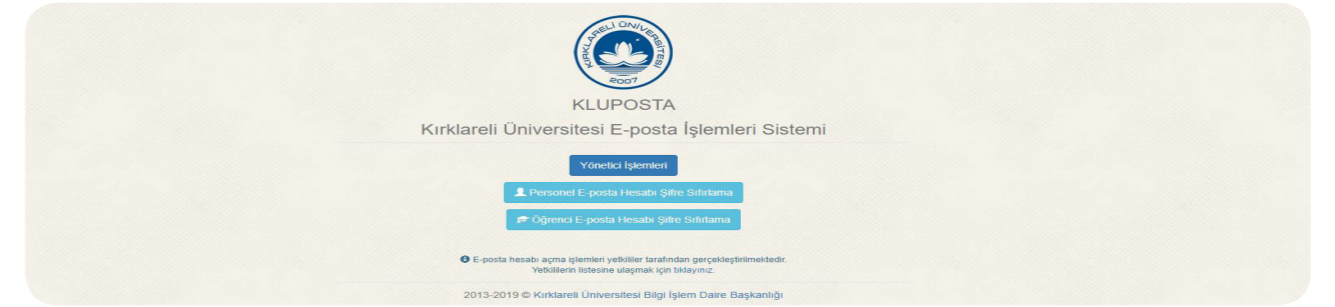 KIRKLARELİ ÜNİVERSİTESİ
2007
KLUPOSTA
Kırklareli Üniversitesi E-posta İşlemleri Sistemi
Yönetici İşlemleri
Personel E-posta Hesabı Şifre Sıfırlama
Öğrenci E-posta Hesabı Şifre Sıfırlama
E-posta hesabı açma işlemleri yetkililer tarafından gerçekleştirilmektedir.
Yetkililerin listesine ulaşmak için tıklayınız.
2013-2019 © Kırklareli Üniversitesi Bilgi İşlem Daire Başkanlığı